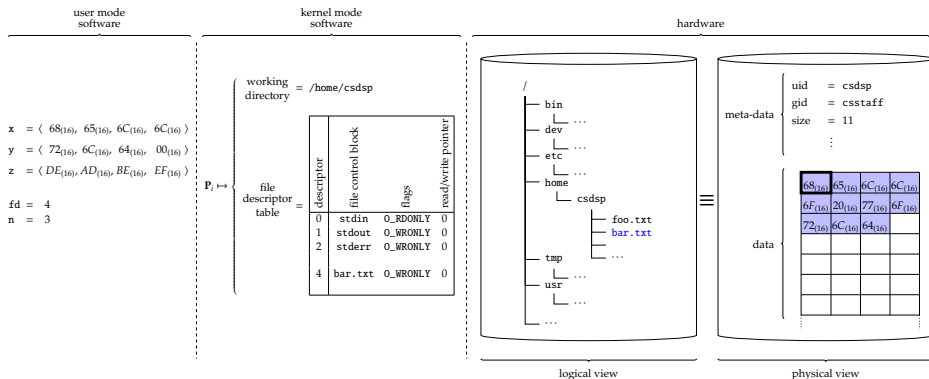 user mode
software
kernel mode
software
hardware
x = ⟨ 68(16), 65(16), 6C(16), 6C(16) ⟩
y = ⟨ 72(16), 6C(16), 64(16), 00(16) ⟩
z = ⟨ DE(16), AD(16), BE(16), EF(16) ⟩
fd = 4
n = 3
Pi ↦
working
directory = /home/csdsp
file
descriptor
table =
descriptor file control block flags read/write pointer
0 stdin O_RDONLY 0
1 stdout O_WRONLY 0
2 stderr O_WRONLY 0
4 bar.txt O_WRONLY 0
/
bin
...
dev
...
etc
...
home
csdsp
foo.txt
bar.txt
...
tmp
...
usr
...
...
logical view
≡
meta-data
uid = csdsp
gid = csstaff
size = 11
⋮
data
68(16) 65(16) 6C(16) 6C(16)
6F(16) 20(16) 77(16) 6F(16)
72(16) 6C(16) 64(16)
physical view